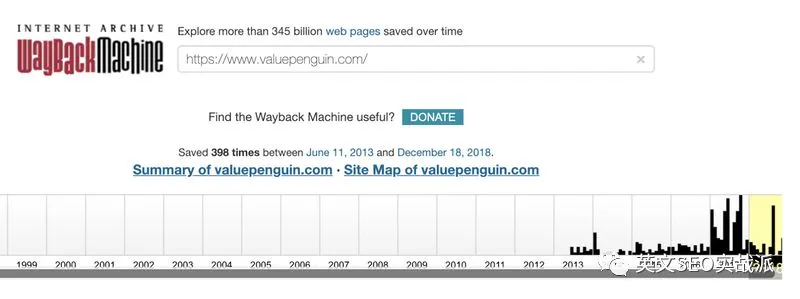 INTERNET ARCHIVE
WayBackMachine
Explore more than 345 billion web pages saved over time
https://www.valuepenguin.com/ ×
Find the Wayback Machine useful? DONATE
Saved 398 times between June 11, 2013 and December 18, 2018.
Summary of valuepenguin.com · Site Map of valuepenguin.com
1999 2000 2001 2002 2003 2004 2005 2006 2007 2008 2009 2010 2011 2012 2013
英文SEO实战派